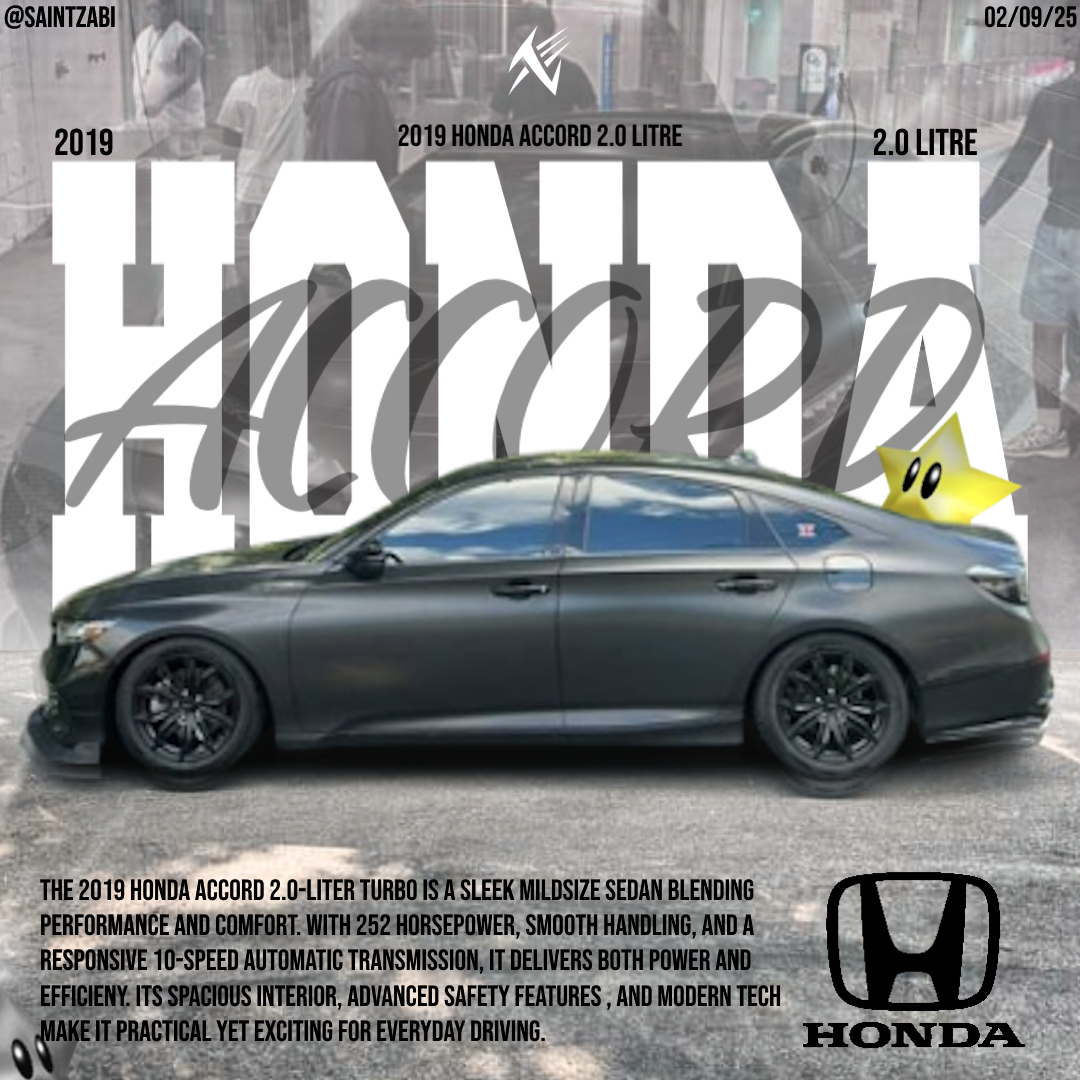 @SAINTZABI
02/09/25
2019
2019 HONDA ACCORD 2.0 LITRE
2.0 LITRE
HONDA
ACCORD
THE 2019 HONDA ACCORD 2.0-LITER TURBO IS A SLEEK MILDSIZE SEDAN BLENDING
PERFORMANCE AND COMFORT. WITH 252 HORSEPOWER, SMOOTH HANDLING, AND A
RESPONSIVE 10-SPEED AUTOMATIC TRANSMISSION, IT DELIVERS BOTH POWER AND
EFFICIENY. ITS SPACIOUS INTERIOR, ADVANCED SAFETY FEATURES , AND MODERN TECH
MAKE IT PRACTICAL YET EXCITING FOR EVERYDAY DRIVING.
HONDA